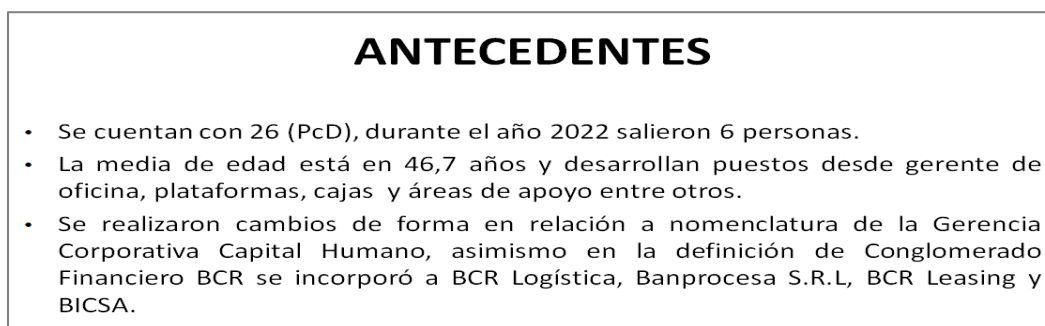 ANTECEDENTES
• Se cuentan con 26 (PcD), durante el año 2022 salieron 6 personas.
• La media de edad está en 46,7 años y desarrollan puestos desde gerente de
oficina, plataformas, cajas y áreas de apoyo entre otros.
• Se realizaron cambios de forma en relación a nomenclatura de la Gerencia
Corporativa Capital Humano, asimismo en la definición de Conglomerado
Financiero BCR se incorporó a BCR Logística, Banprocesa S.R.L, BCR Leasing y
BICSA.